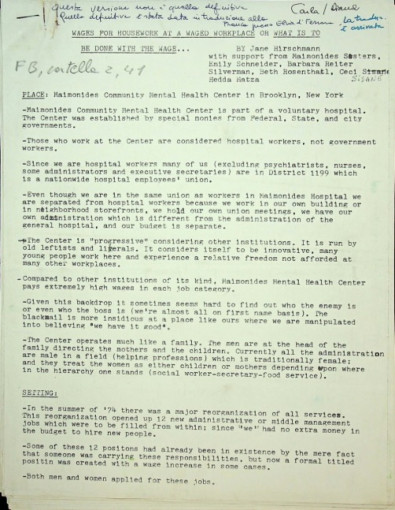 questa versione non è quella definitiva
Quella definitiva è stata data in traduzione alla
WAGES FOR HOUSEWORK AT A WAGED WORKPLACE OR WHAT IS TO
BE DONE WITH THE WAGE...
By Jane Hirschmann
with support from Maimonides Sisters,
Emily Schneider, Barbara Reiter
Silverman, Beth Rosenthal, Ceci
Hedda Matza
PLACE: Maimonides Community Mental Health Center in Brooklyn, New York
-Maimonides Community Mental Health Center is part of a voluntary hospital.
The Center was established by special monies from Federal, State, and city
governments.
-Those who work at the Center are considered hospital workers, not government
workers.
-Since we are hospital workers many of us (excluding psychiatrists, nurses,
some administrators and executive secretaries) are in District 1199 which
is a nationwide hospital employees' union.
-Even though we are in the same union as workers in Maimonides Hospital we
are separated from hospital workers because we work in our own building or
in neighborhood storefronts, we hold our own union meetings, we have our
own administration which is different from the administration of the
general hospital, and our budget is separate.
-The Center is "progressive" considering other institutions. It is run by
old leftists and liberals. It considers itself to be innovative, many
young people work here and experience a relative freedom not afforded at
many other workplaces.
-Compared to other institutions of its kind, Maimonides Mental Health Center
pays extremely high wages in each job category.
-Given this backdrop it sometimes seems hard to find out who the enemy is
or even who the boss is (we're almost all on first name basis). The
blackmail is more insidious at a place like ours where we are manipulated
into believing "we have it good".
-The Center operates much like a family. The men are at the head of the
family directing the mothers and the children. Currently all the administration
are male in a field (helping professions) which is traditionally female;
and they treat the women as either children or mothers depending upon where
in the hierarchy one stands (social worker-secretary-food service).
SETTING:
-In the summer of '74 there was a major reorganization of all services.
This reorganization opened up 12 new administrative or middle management
jobs which were to be filled from within; since "we" had no extra money in
the budget to hire new people.
-Some of these 12 positons had already been in existence by the mere fact
that someone was carrying these responsibilities, but now a formal titled
positin was created with a wage increase in some cases.
-Both men and women applied for these jobs.